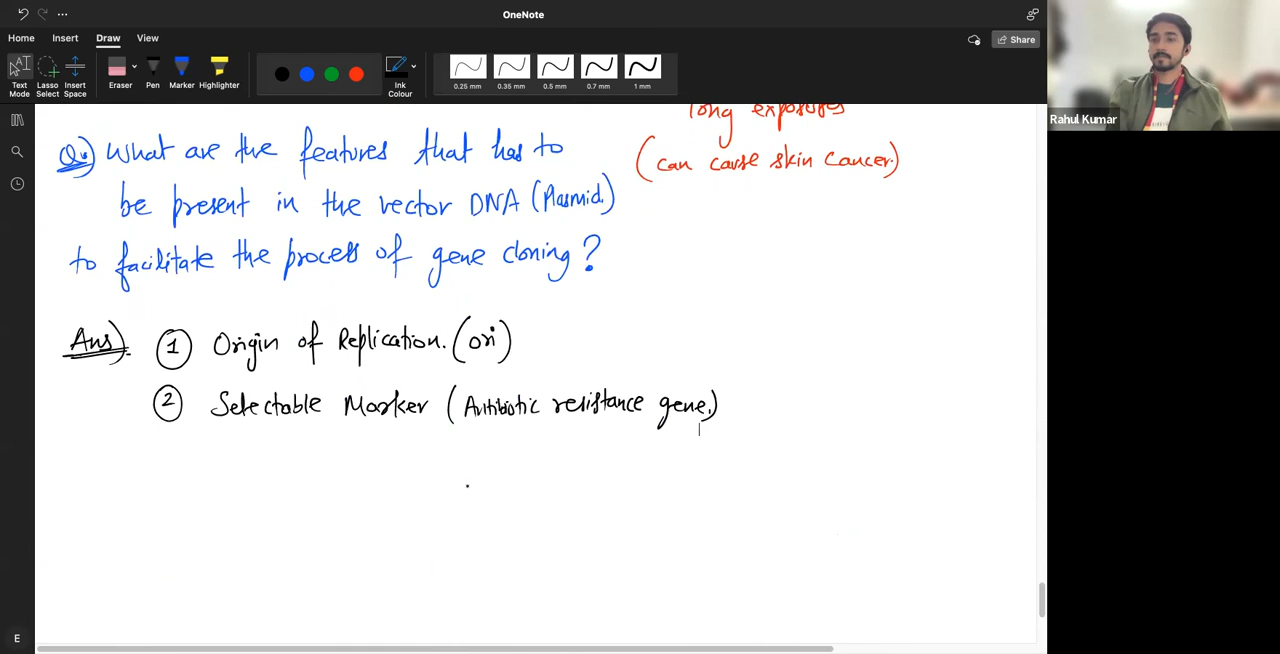 OneNote
Home Insert Draw View
Share
Text Mode
Lasso Select
Insert Space
Eraser
Pen
Marker
Highlighter
Ink Colour
0.25 mm
0.35 mm
0.5 mm
0.7 mm
1 mm
Rahul Kumar
long exposures
(can cause skin cancer.)
Q.) What are the features that has to
be present in the vector DNA (Plasmid.)
to facilitate the process of gene cloning?
Ans). 1 Origin of Replication. (ori)
2 Selectable Marker (Antibiotic resistance gene.)
E